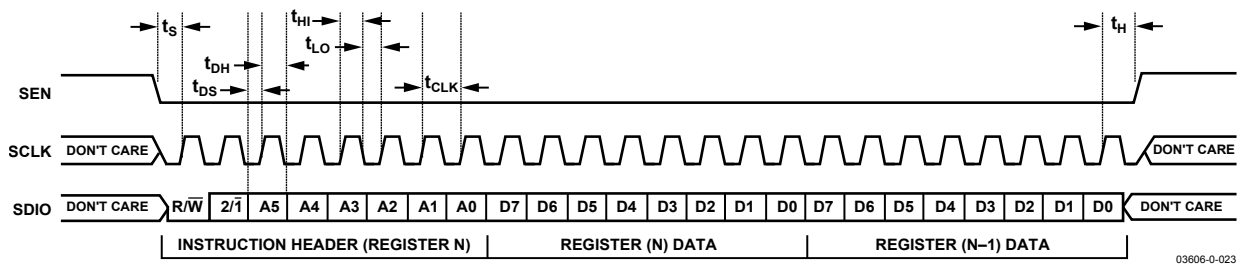 tS
tHI
tLO
tDH
tDS
tCLK
tH
SEN
SCLK DON'T CARE DON'T CARE
SDIO DON'T CARE R/W̅ 2/1̅ A5 A4 A3 A2 A1 A0 D7 D6 D5 D4 D3 D2 D1 D0 D7 D6 D5 D4 D3 D2 D1 D0 DON'T CARE
INSTRUCTION HEADER (REGISTER N) REGISTER (N) DATA REGISTER (N–1) DATA
03606-0-023